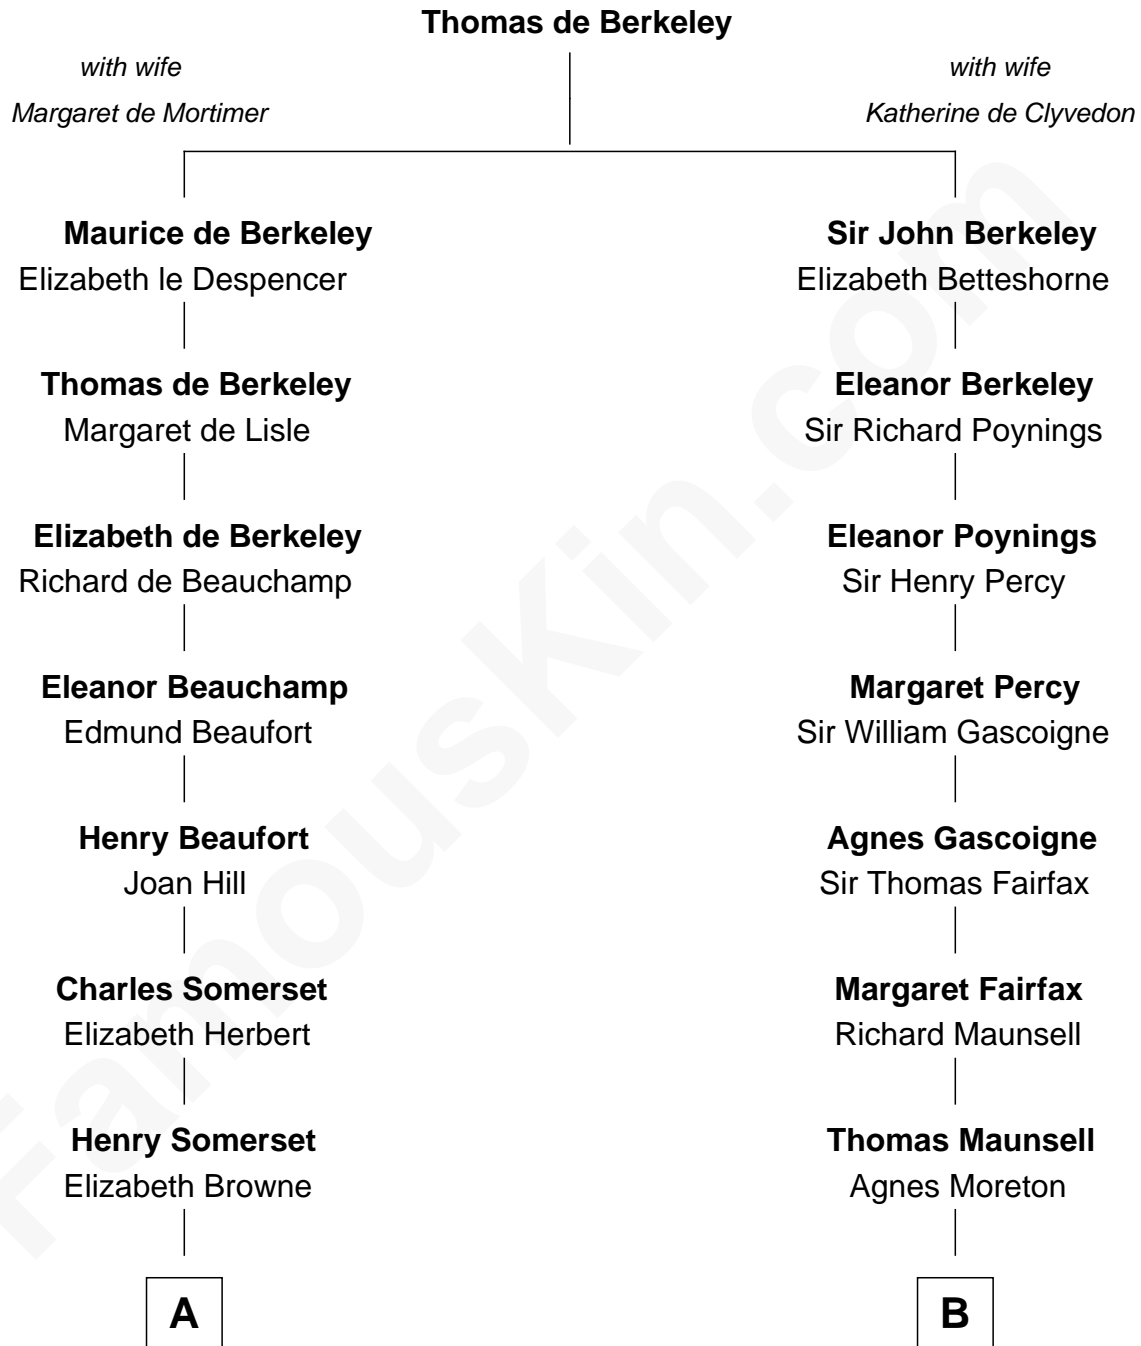 Thomas de Berkeley
with wife
Margaret de Mortimer
with wife
Katherine de Clyvedon
Maurice de Berkeley
Elizabeth le Despencer
Sir John Berkeley
Elizabeth Betteshorne
Thomas de Berkeley
Margaret de Lisle
Eleanor Berkeley
Sir Richard Poynings
Elizabeth de Berkeley
Richard de Beauchamp
Eleanor Poynings
Sir Henry Percy
Eleanor Beauchamp
Edmund Beaufort
Margaret Percy
Sir William Gascoigne
Henry Beaufort
Joan Hill
Agnes Gascoigne
Sir Thomas Fairfax
Charles Somerset
Elizabeth Herbert
Margaret Fairfax
Richard Maunsell
Henry Somerset
Elizabeth Browne
Thomas Maunsell
Agnes Moreton
A
B
FamousKin.com